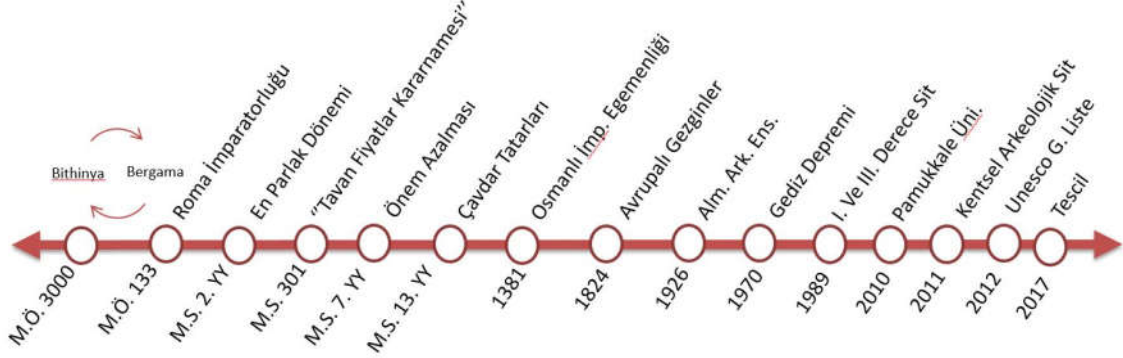 Bithinya
Bergama
Roma İmparatorluğu
En Parlak Dönemi
‘’Tavan Fiyatlar Kararnamesi’’
Önem Azalması
Çavdar Tatarları
Osmanlı İmp. Egemenliği
Avrupalı Gezginler
Alm. Ark. Ens.
Gediz Depremi
I. Ve III. Derece Sit
Pamukkale Üni.
Kentsel Arkeolojik Sit
Unesco G. Liste
Tescil
M.Ö. 3000
M.Ö. 133
M.S. 2. YY
M.S. 301
M.S. 7. YY
M.S. 13. YY
1381
1824
1926
1970
1989
2010
2011
2012
2017